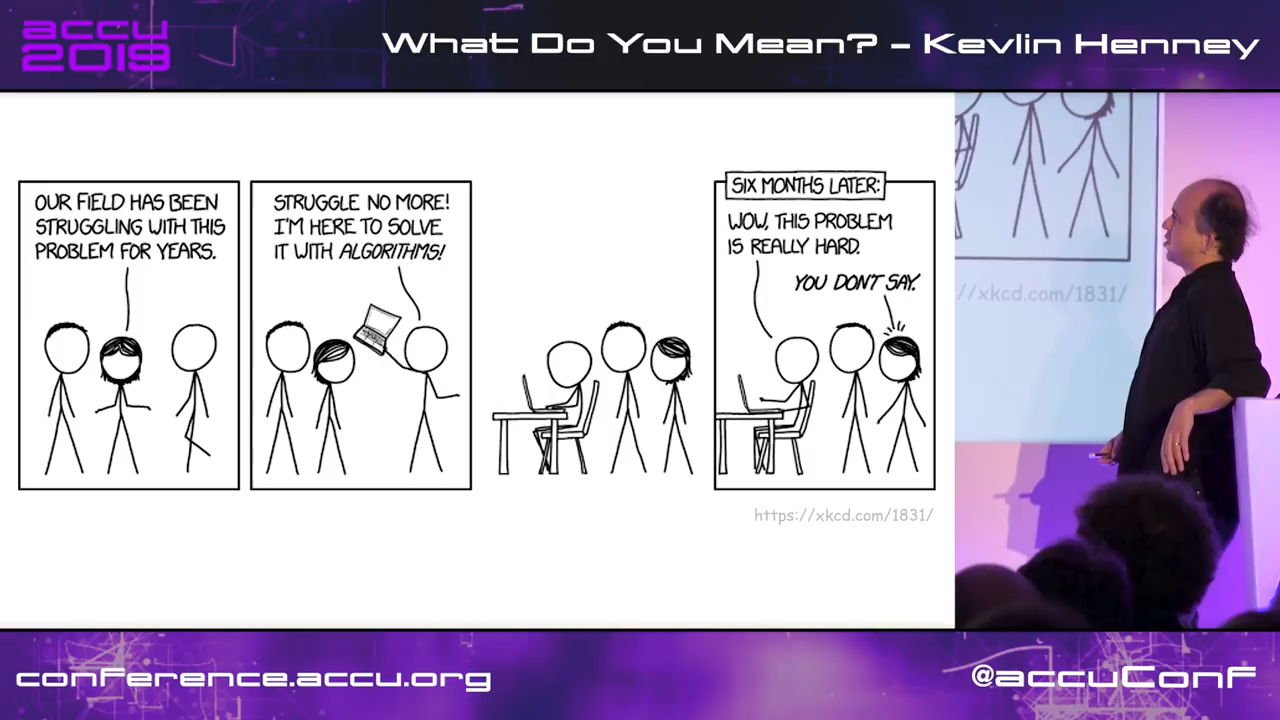 accu
2019
What Do You Mean? – Kevlin Henney
OUR FIELD HAS BEEN
STRUGGLING WITH THIS
PROBLEM FOR YEARS.
STRUGGLE NO MORE!
I'M HERE TO SOLVE
IT WITH ALGORITHMS!
SIX MONTHS LATER:
WOW, THIS PROBLEM
IS REALLY HARD.
YOU DON'T SAY.
https://xkcd.com/1831/
//xkcd.com/1831/
conference.accu.org
@accuConf